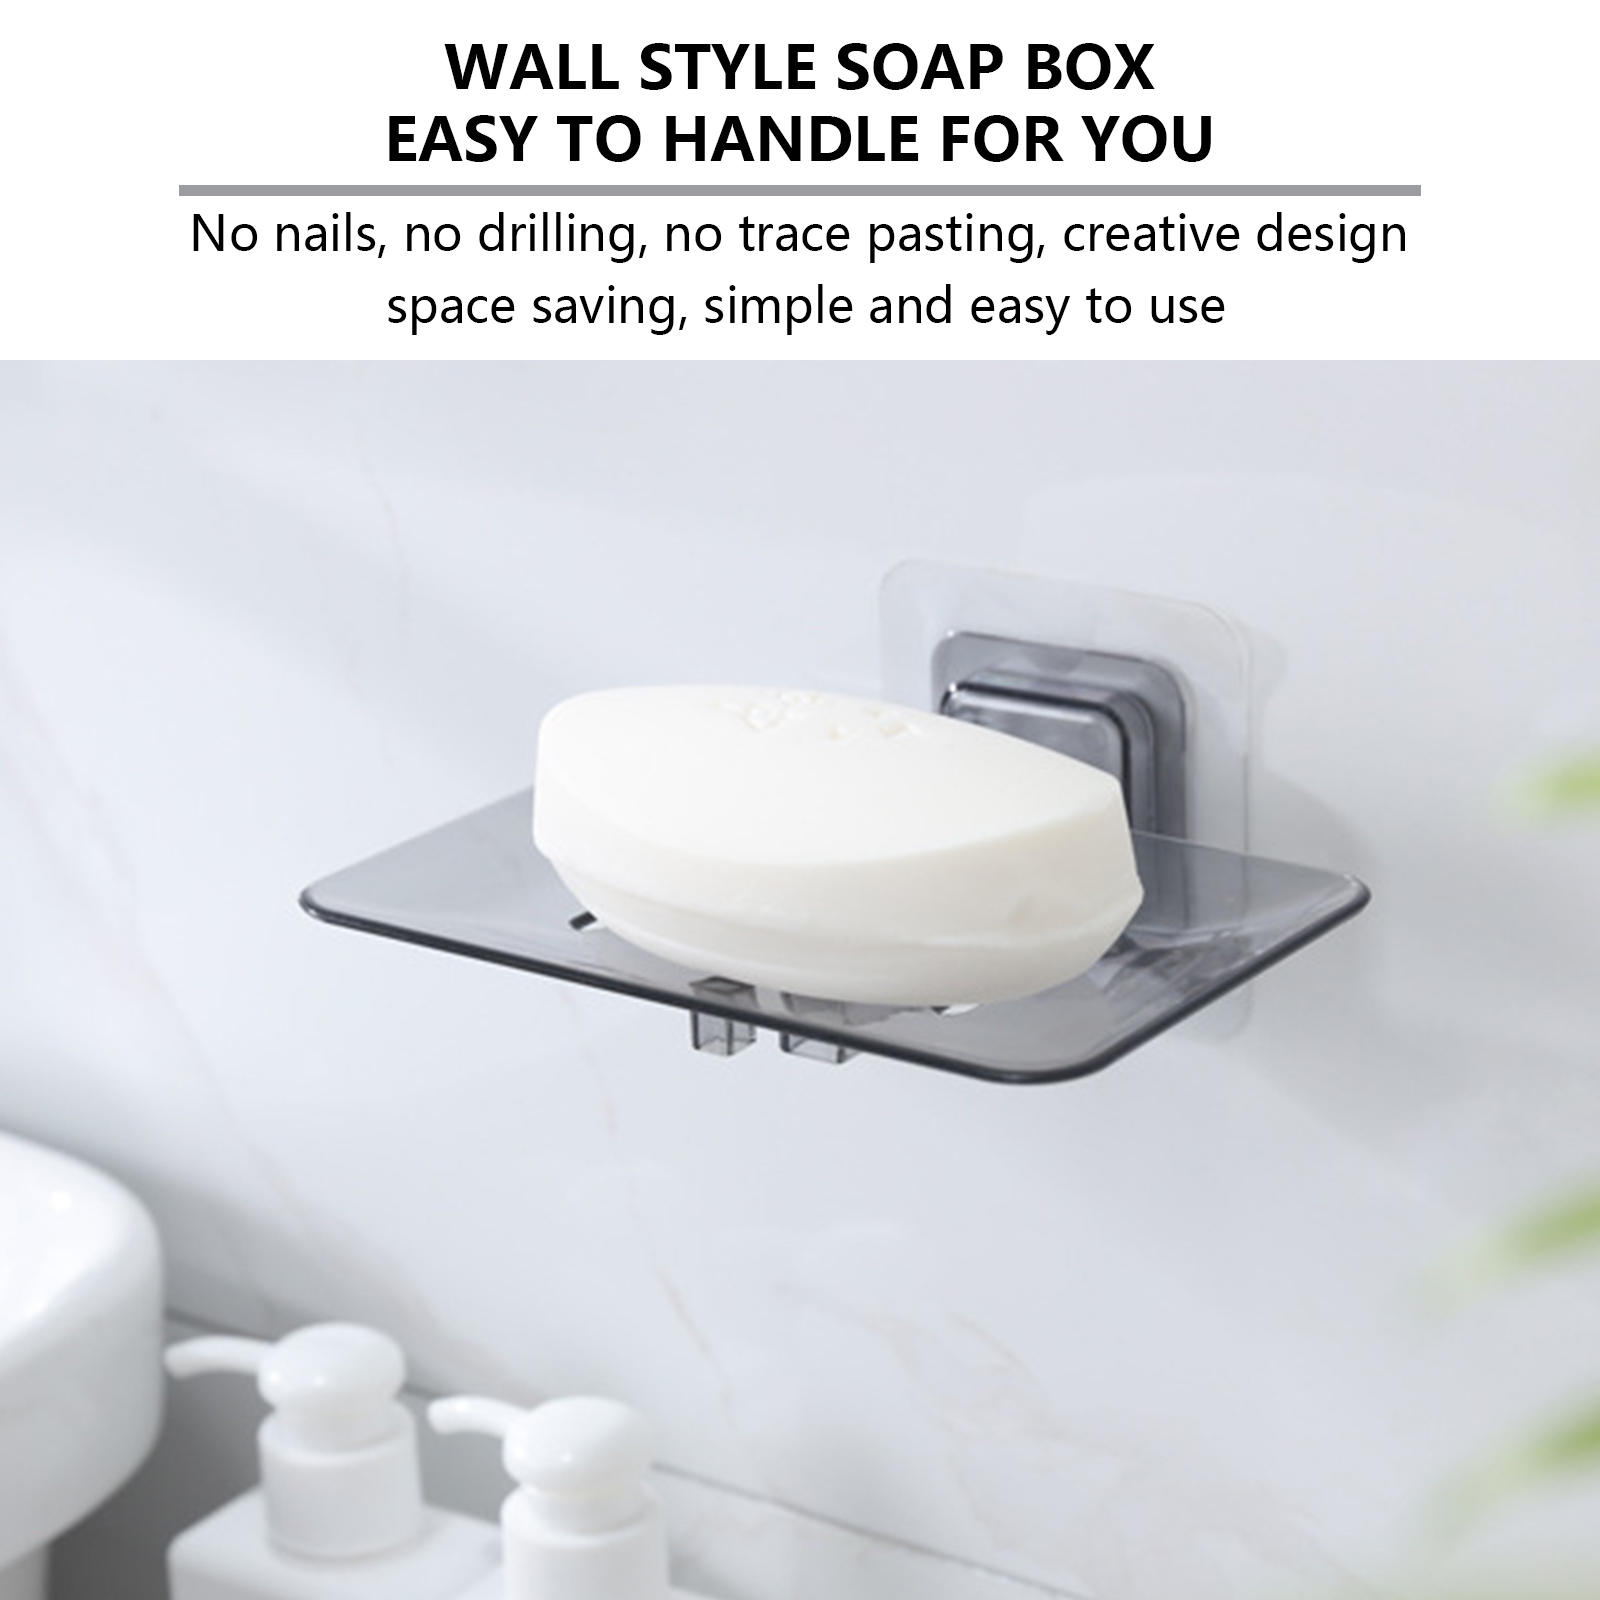 WALL STYLE SOAP BOX
EASY TO HANDLE FOR YOU
No nails, no drilling, no trace pasting, creative design
space saving, simple and easy to use